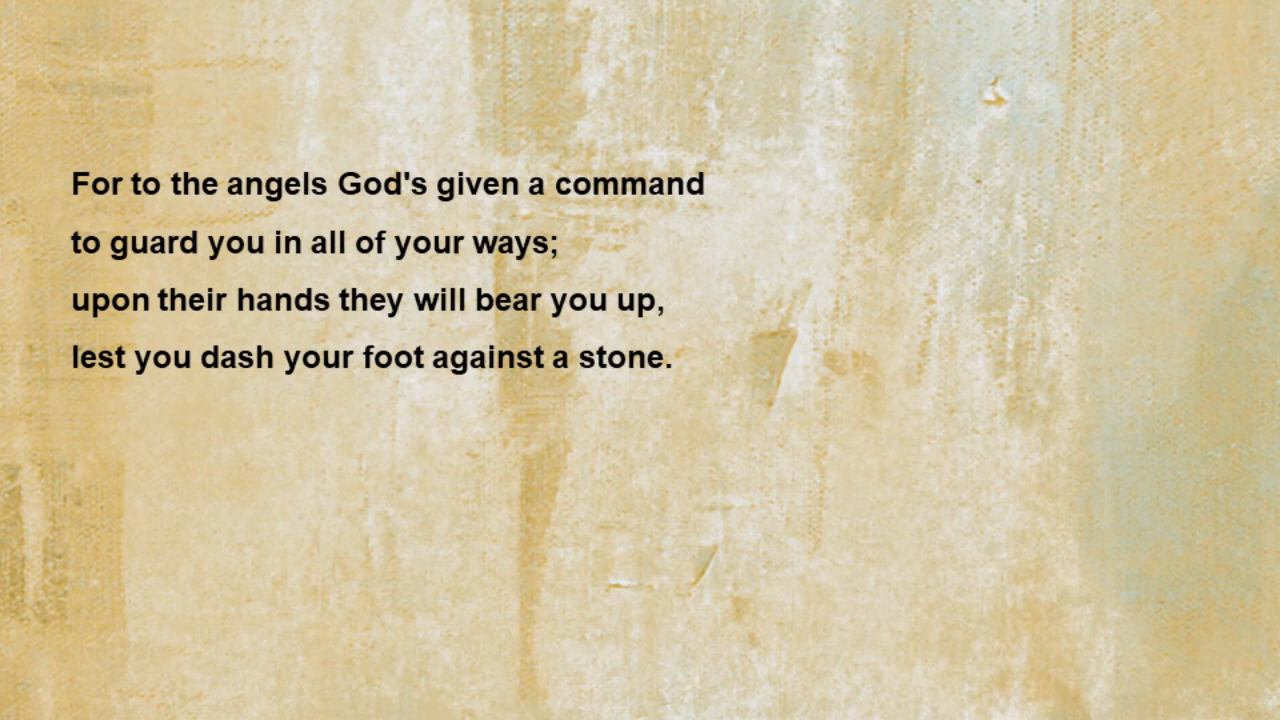 For to the angels God's given a command
to guard you in all of your ways;
upon their hands they will bear you up,
lest you dash your foot against a stone.